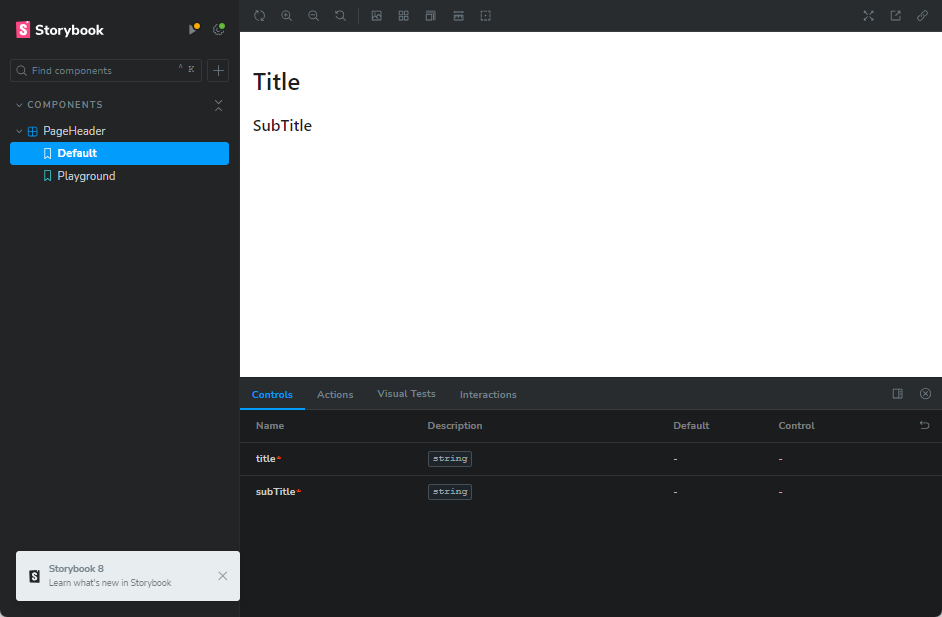 Storybook
Find components
^ K
COMPONENTS
PageHeader
Default
Playground
Title
SubTitle
Controls Actions Visual Tests Interactions
Name Description Default Control
title* string - -
subTitle* string - -
Storybook 8
Learn what's new in Storybook